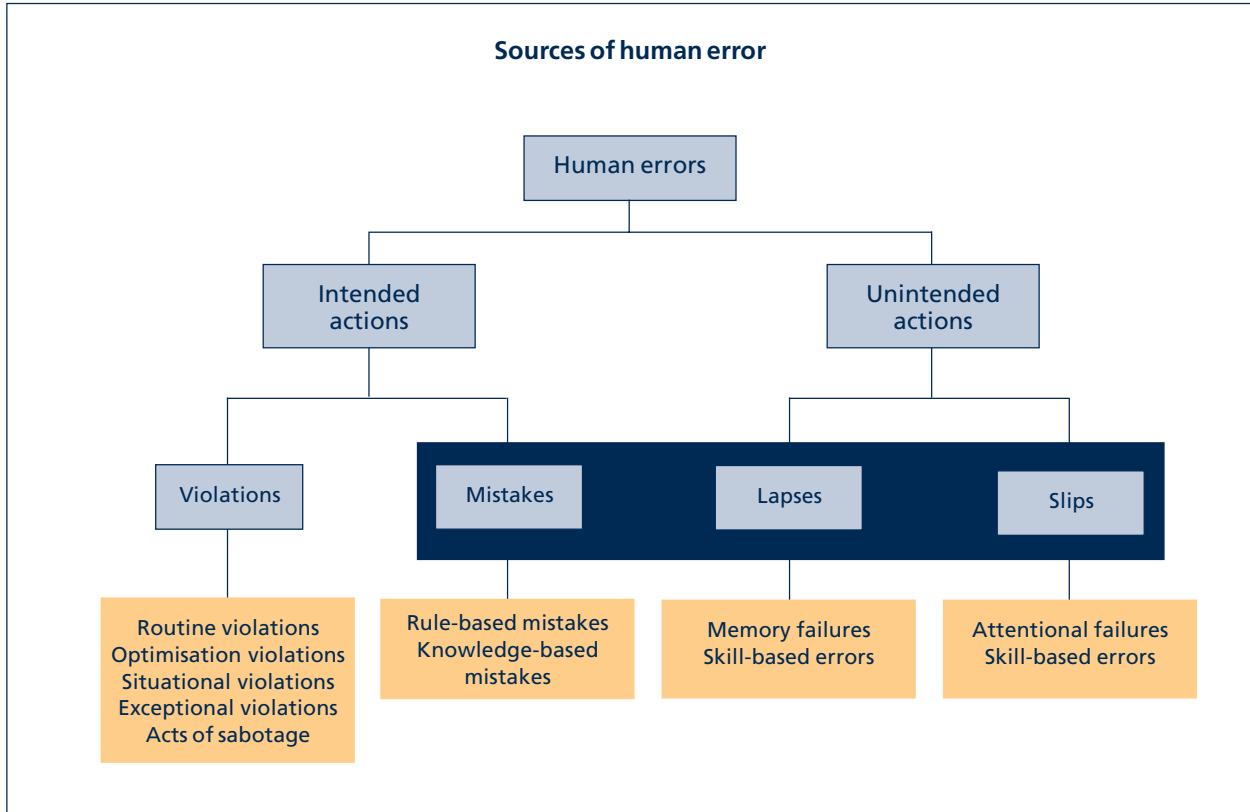 Sources of human error
Human errors
Intended
actions
Unintended
actions
Violations
Mistakes
Lapses
Slips
Routine violations
Optimisation violations
Situational violations
Exceptional violations
Acts of sabotage
Rule-based mistakes
Knowledge-based
mistakes
Memory failures
Skill-based errors
Attentional failures
Skill-based errors